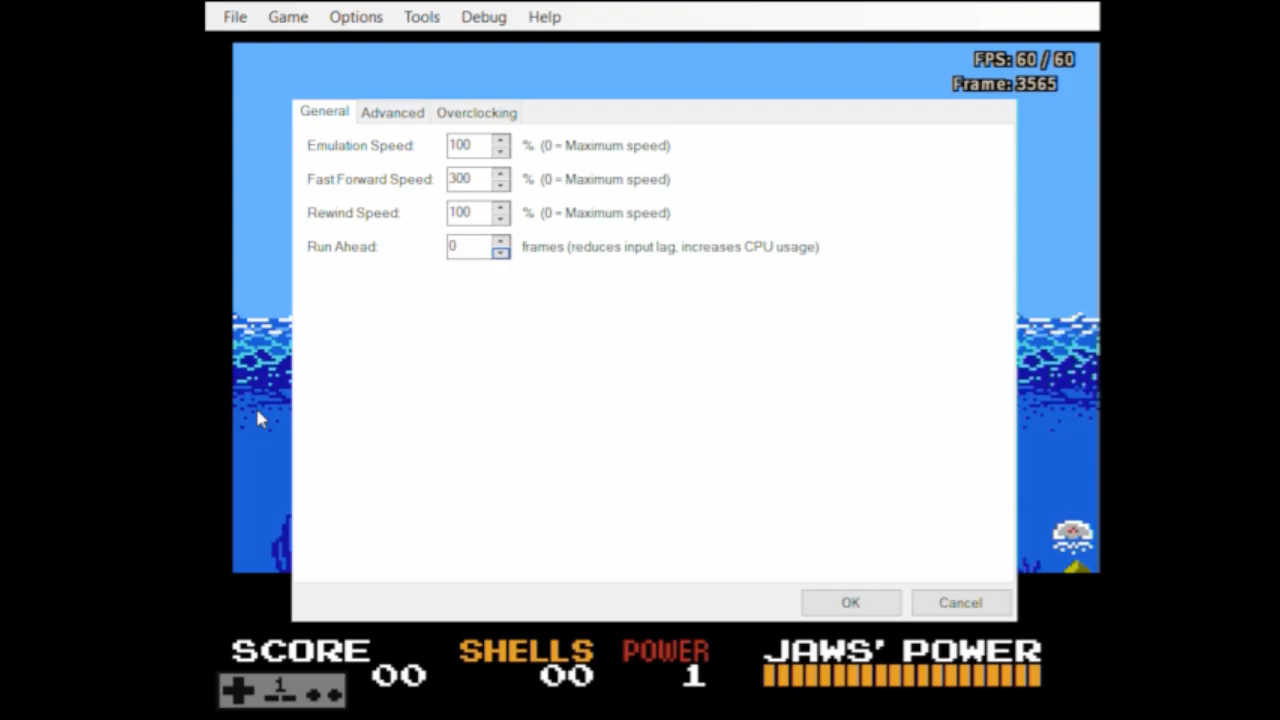 File Game Options Tools Debug Help
FPS: 60 / 60
Frame: 3565
General Advanced Overclocking
Emulation Speed: 100 % (0 = Maximum speed)
Fast Forward Speed: 300 % (0 = Maximum speed)
Rewind Speed: 100 % (0 = Maximum speed)
Run Ahead: 0 frames (reduces input lag, increases CPU usage)
OK Cancel
SCORE SHELLS POWER JAWS' POWER
00 00 1
1